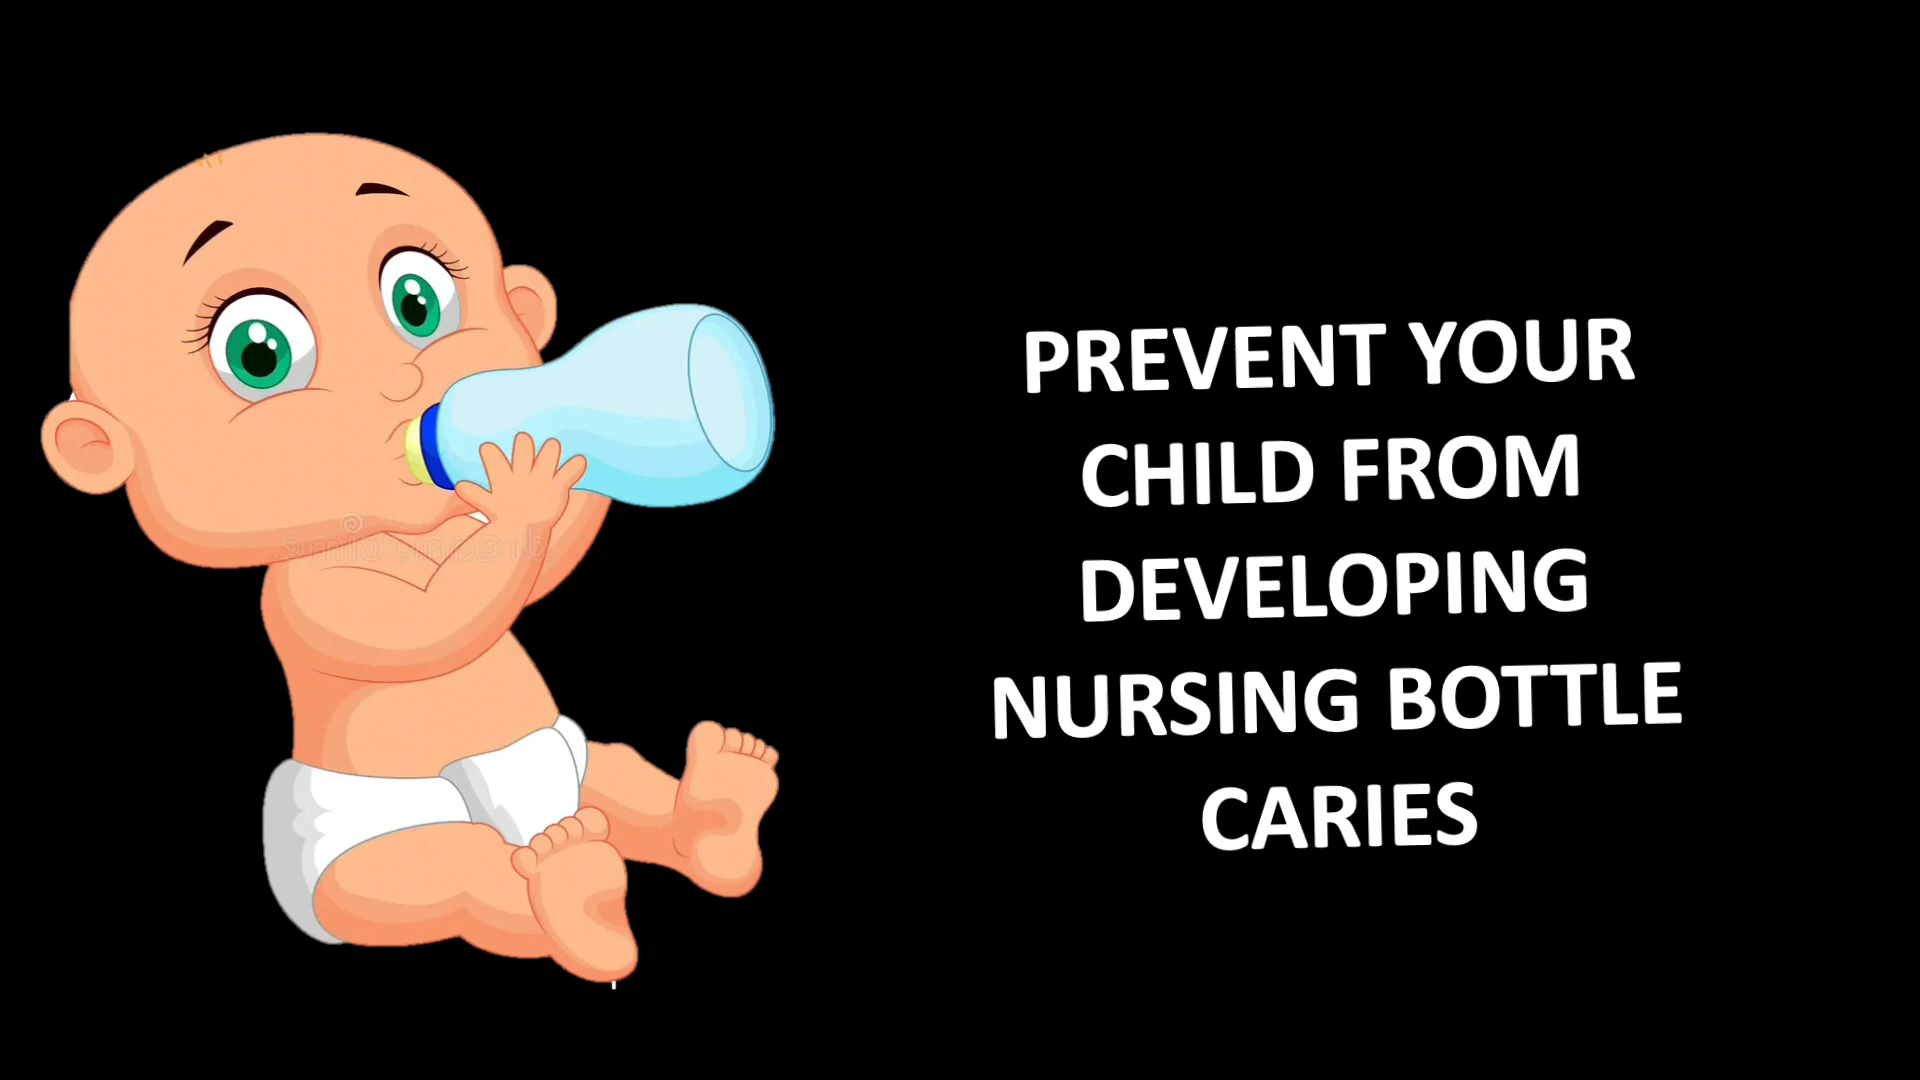 PREVENT YOUR
CHILD FROM
DEVELOPING
NURSING BOTTLE
CARIES